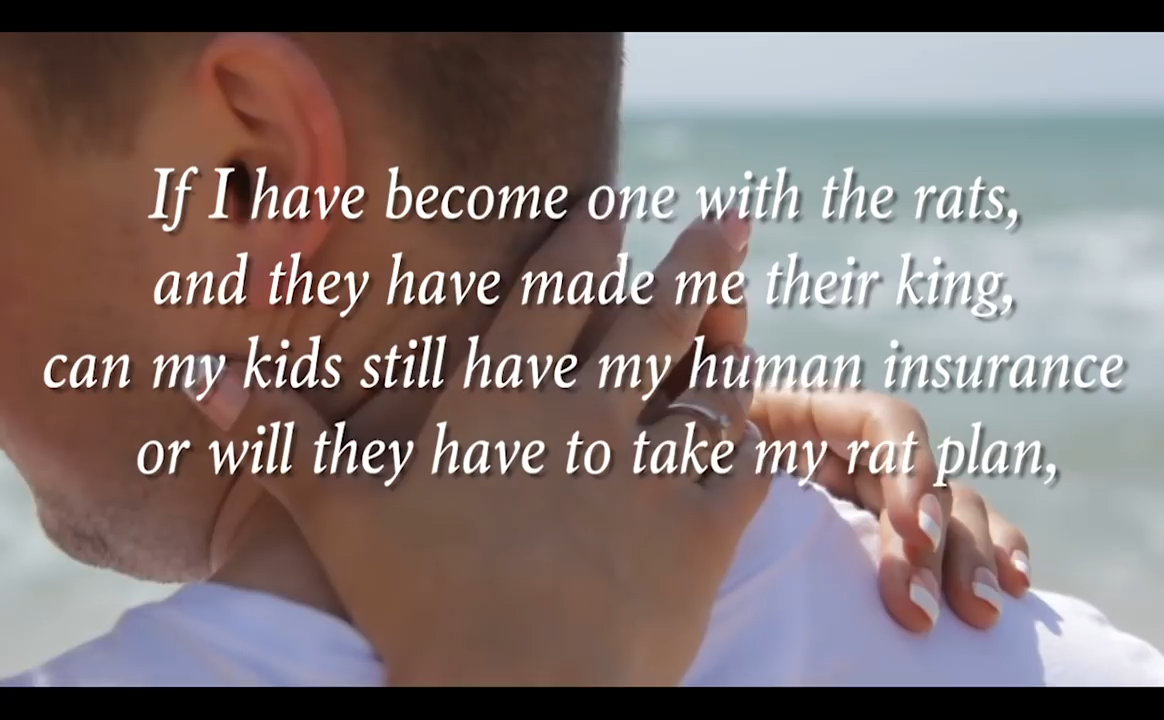 If I have become one with the rats,
and they have made me their king,
can my kids still have my human insurance
or will they have to take my rat plan,